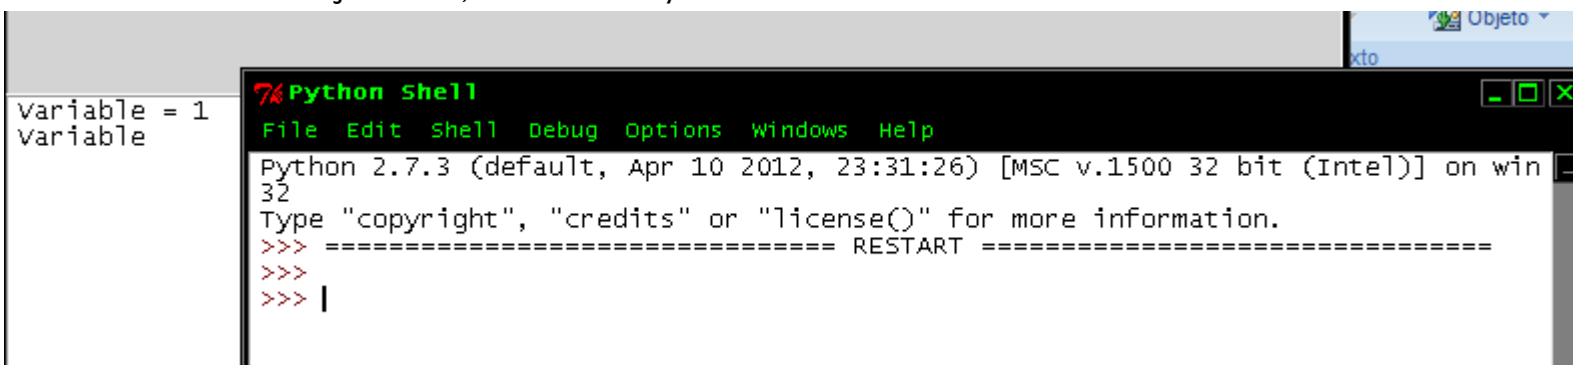 Objeto
xto
Variable = 1
Variable
Python Shell
File Edit Shell Debug Options Windows Help
Python 2.7.3 (default, Apr 10 2012, 23:31:26) [MSC v.1500 32 bit (Intel)] on win
32
Type "copyright", "credits" or "license()" for more information.
>>> ================================ RESTART ================================
>>>
>>>